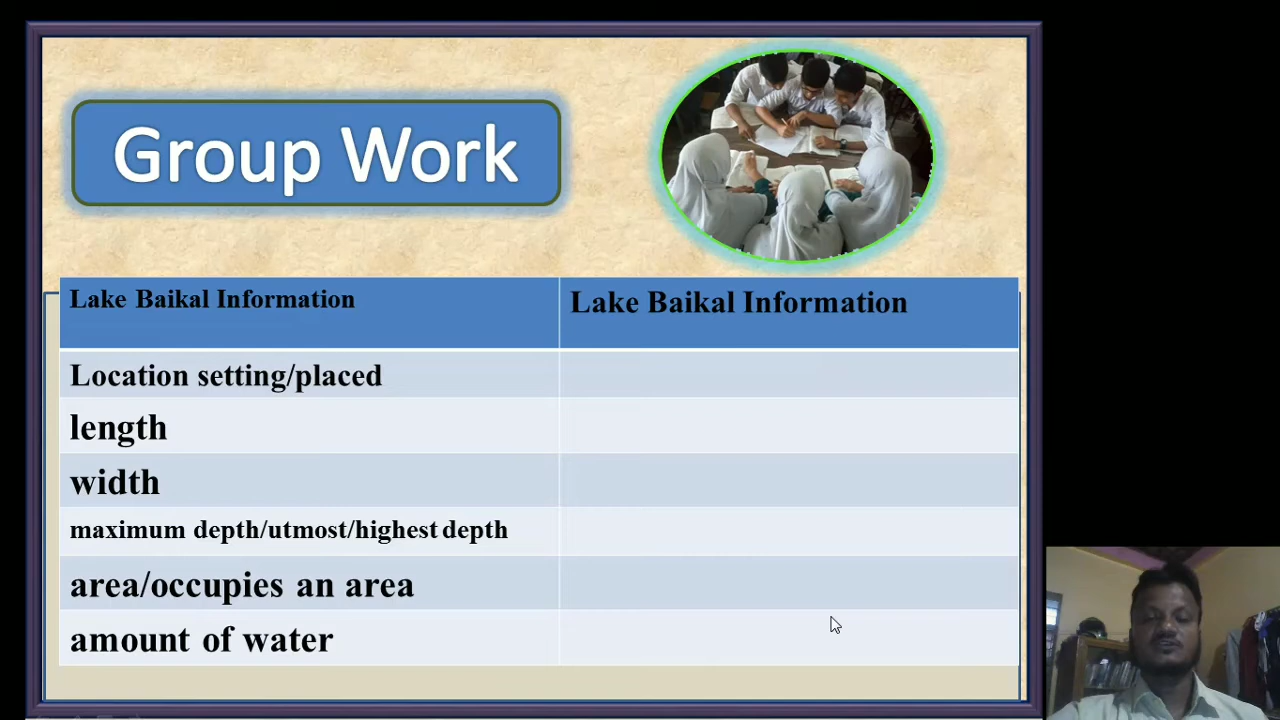 Group Work
Lake Baikal Information
Lake Baikal Information
Location setting/placed
length
width
maximum depth/utmost/highest depth
area/occupies an area
amount of water